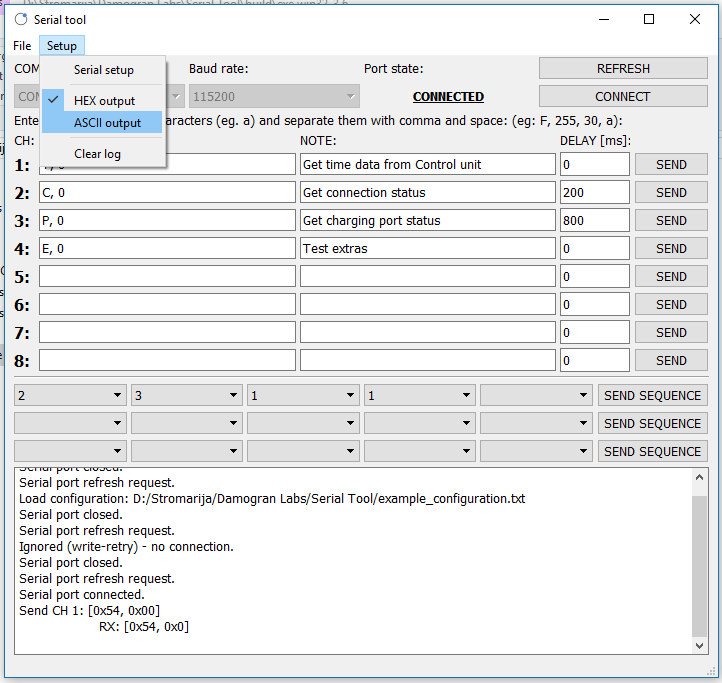 Serial tool
File Setup
COM Baud rate: Port state: REFRESH
Serial setup
COM 115200 CONNECTED CONNECT
HEX output
ASCII output
Clear log
Ente aracters (eg. a) and separate them with comma and space: (eg: F, 255, 30, a):
CH: NOTE: DELAY [ms]:
1: Get time data from Control unit 0 SEND
2: C, 0 Get connection status 200 SEND
3: P, 0 Get charging port status 800 SEND
4: E, 0 Test extras 0 SEND
5: 0 SEND
6: 0 SEND
7: 0 SEND
8: 0 SEND
2 3 1 1 SEND SEQUENCE
SEND SEQUENCE
SEND SEQUENCE
Serial port closed.
Serial port refresh request.
Load configuration: D:/Stromarija/Damogran Labs/Serial Tool/example_configuration.txt
Serial port closed.
Serial port refresh request.
Ignored (write-retry) - no connection.
Serial port closed.
Serial port refresh request.
Serial port connected.
Send CH 1: [0x54, 0x00]
RX: [0x54, 0x0]